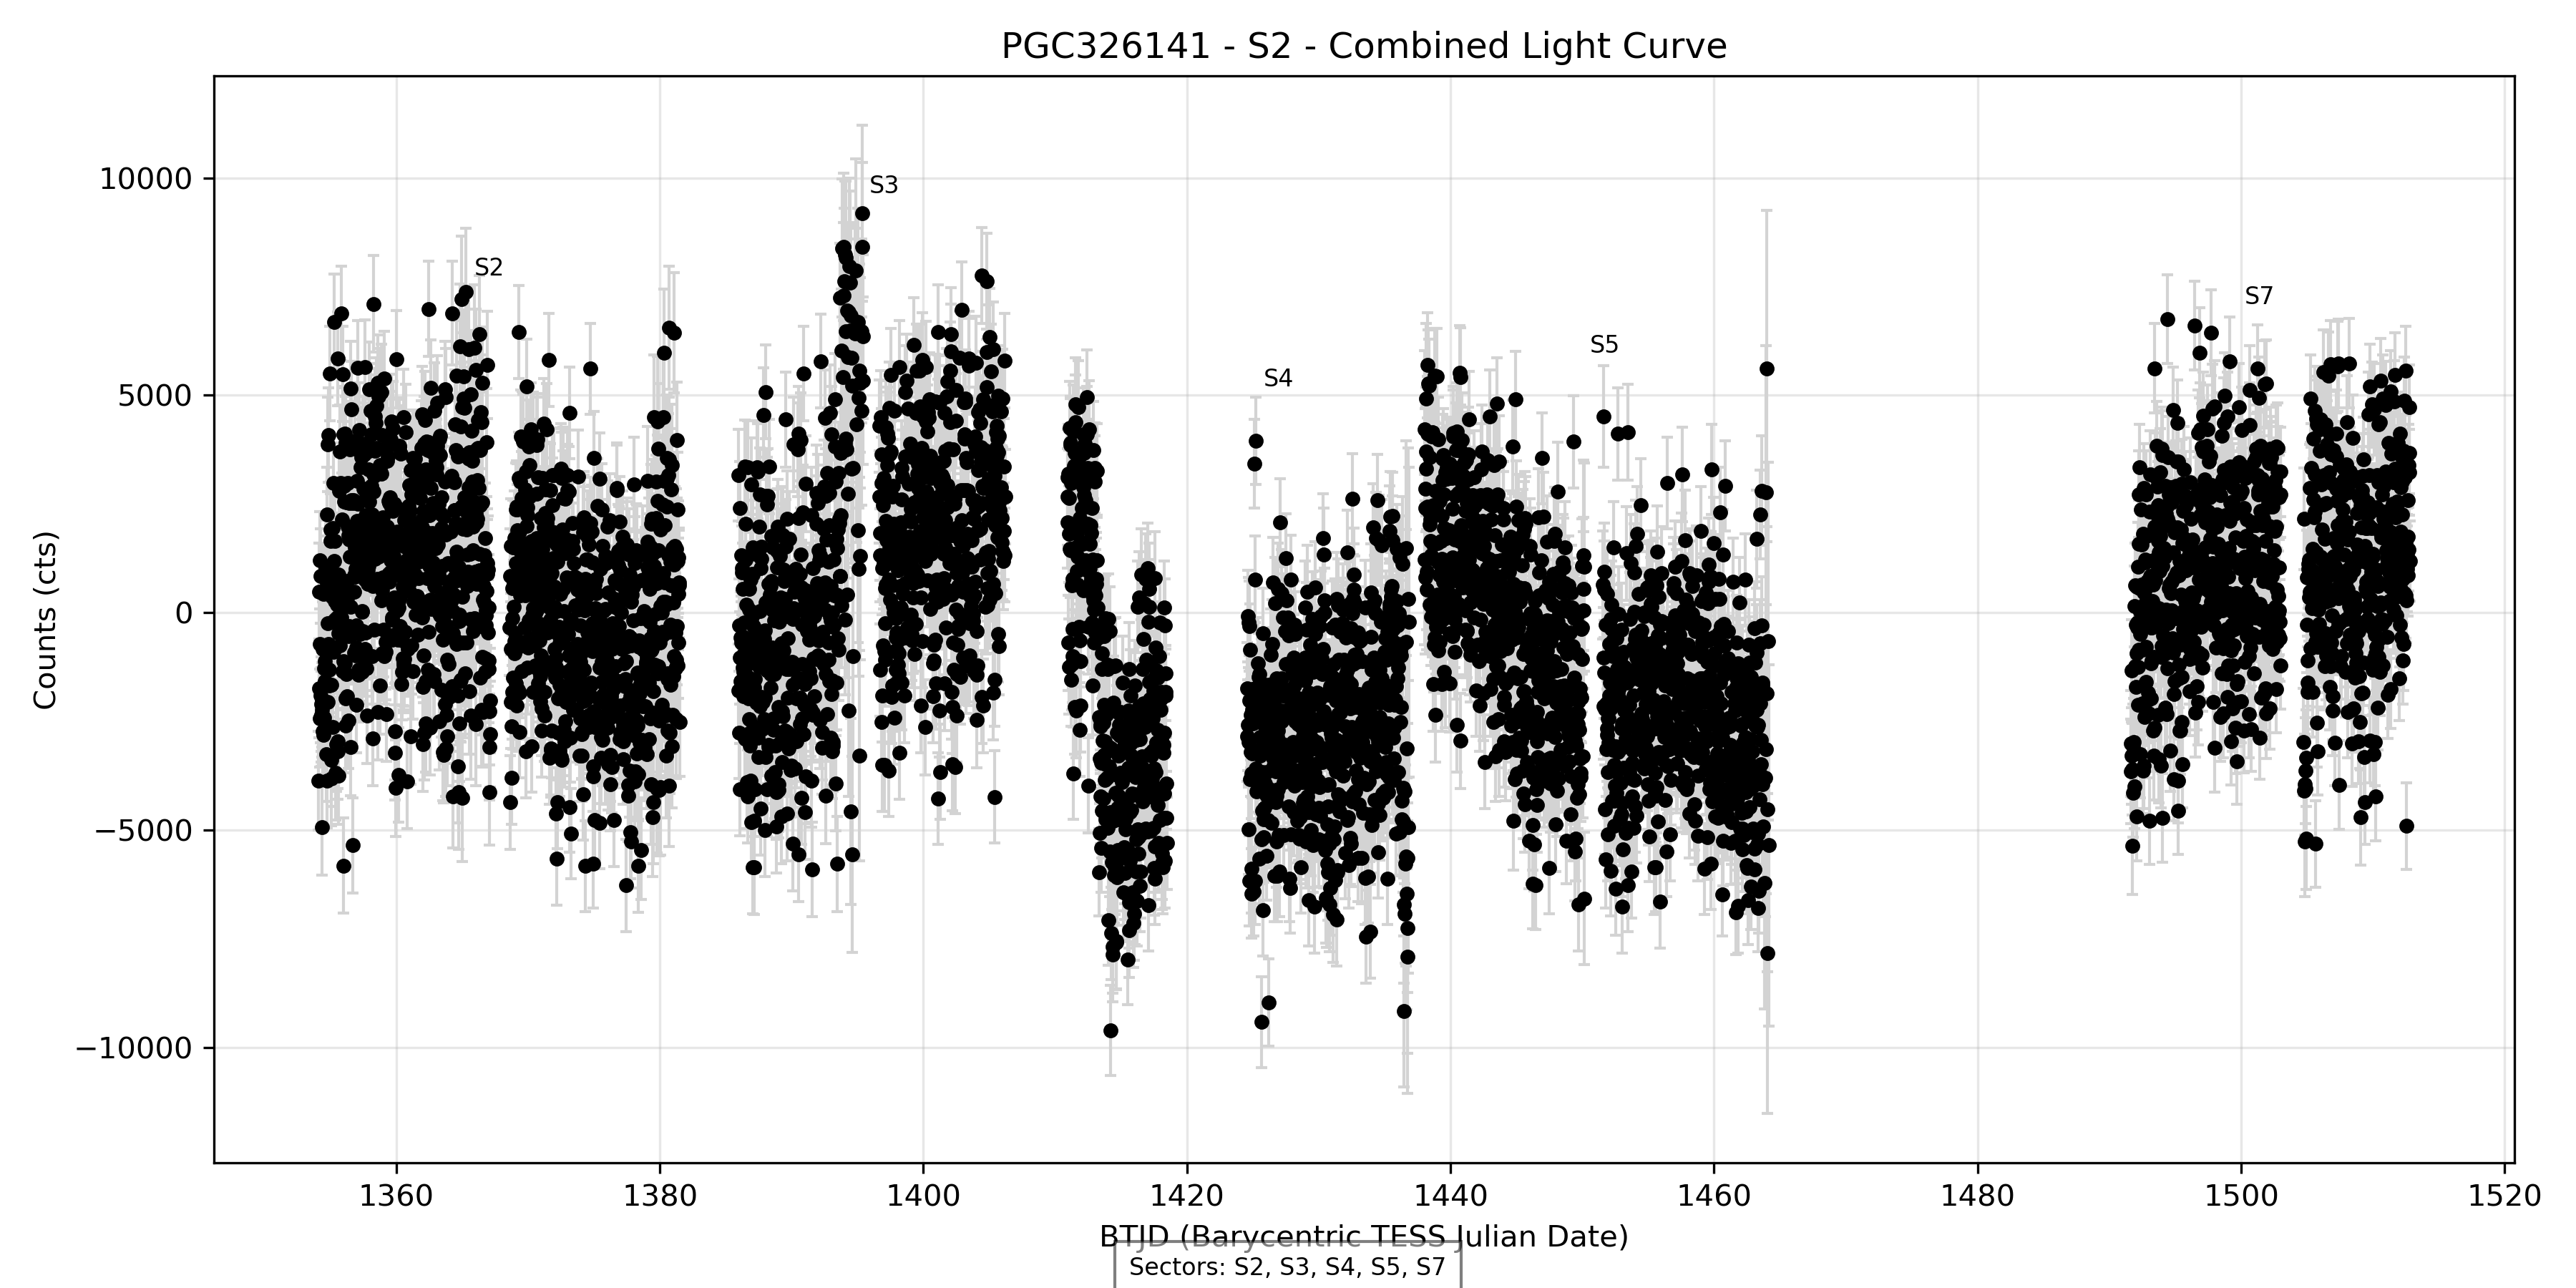 PGC326141 - S2 - Combined Light Curve
Counts (cts)
10000
5000
0
−5000
−10000
S2
S3
S4
S5
S7
1360 1380 1400 1420 1440 1460 1480 1500 1520
BTJD (Barycentric TESS Julian Date)
Sectors: S2, S3, S4, S5, S7